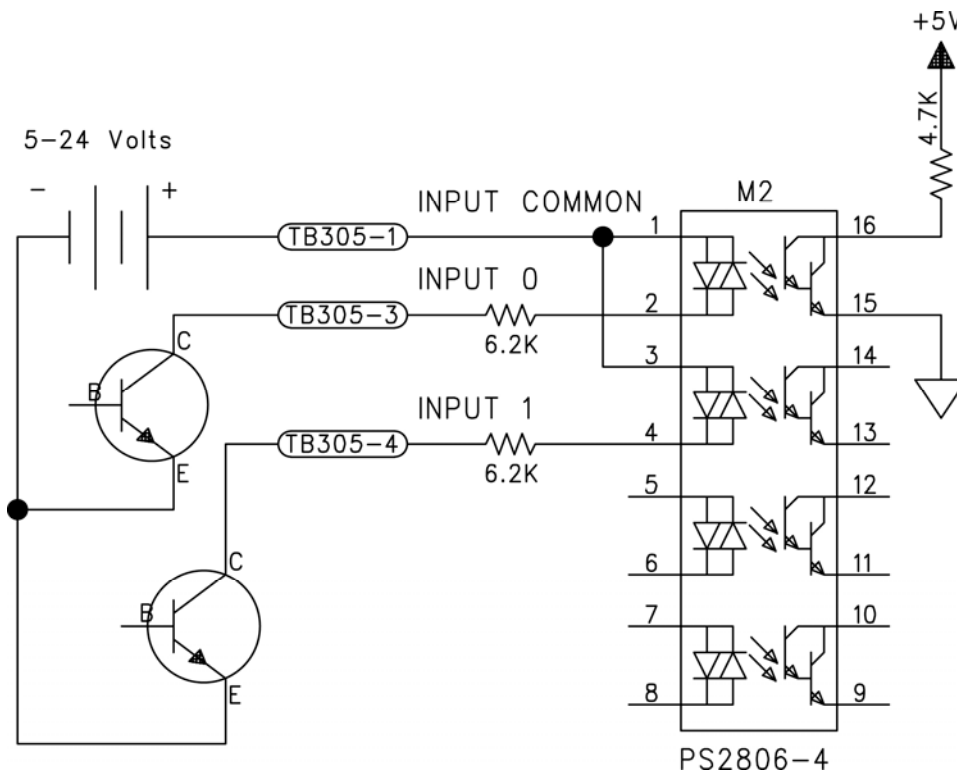 +5V
4.7K
5-24 Volts
- +
INPUT COMMON
M2
TB305-1
1
16
INPUT 0
TB305-3
2
15
6.2K
C
B
E
3
14
INPUT 1
TB305-4
4
13
6.2K
5
12
6
11
C
B
E
7
10
8
9
PS2806-4